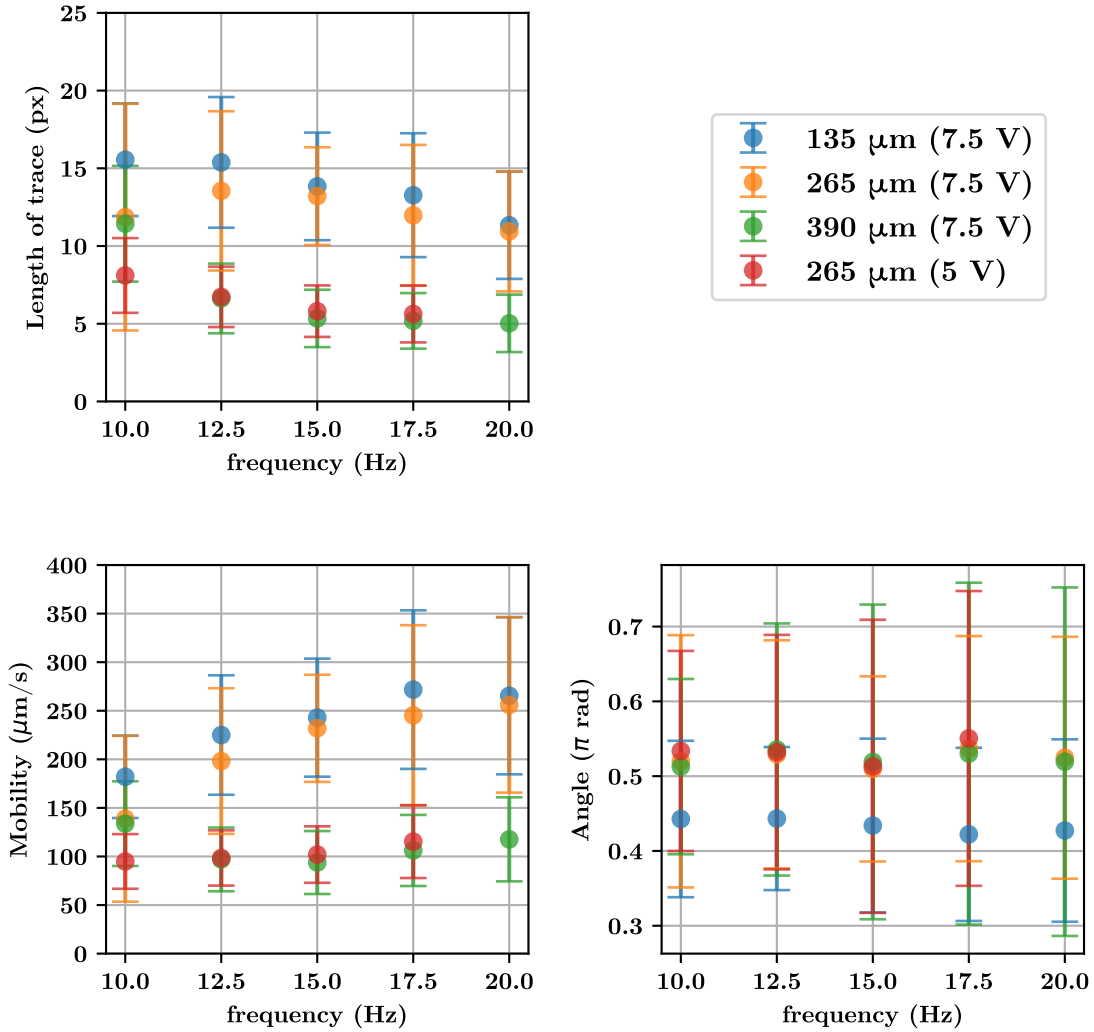 25
20
15
10
5
0
Length of trace (px)
10.0 12.5 15.0 17.5 20.0
frequency (Hz)
135 μm (7.5 V)
265 μm (7.5 V)
390 μm (7.5 V)
265 μm (5 V)
400
350
300
250
200
150
100
50
0
Mobility (μm/s)
10.0 12.5 15.0 17.5 20.0
frequency (Hz)
0.7
0.6
0.5
0.4
0.3
Angle (π rad)
10.0 12.5 15.0 17.5 20.0
frequency (Hz)